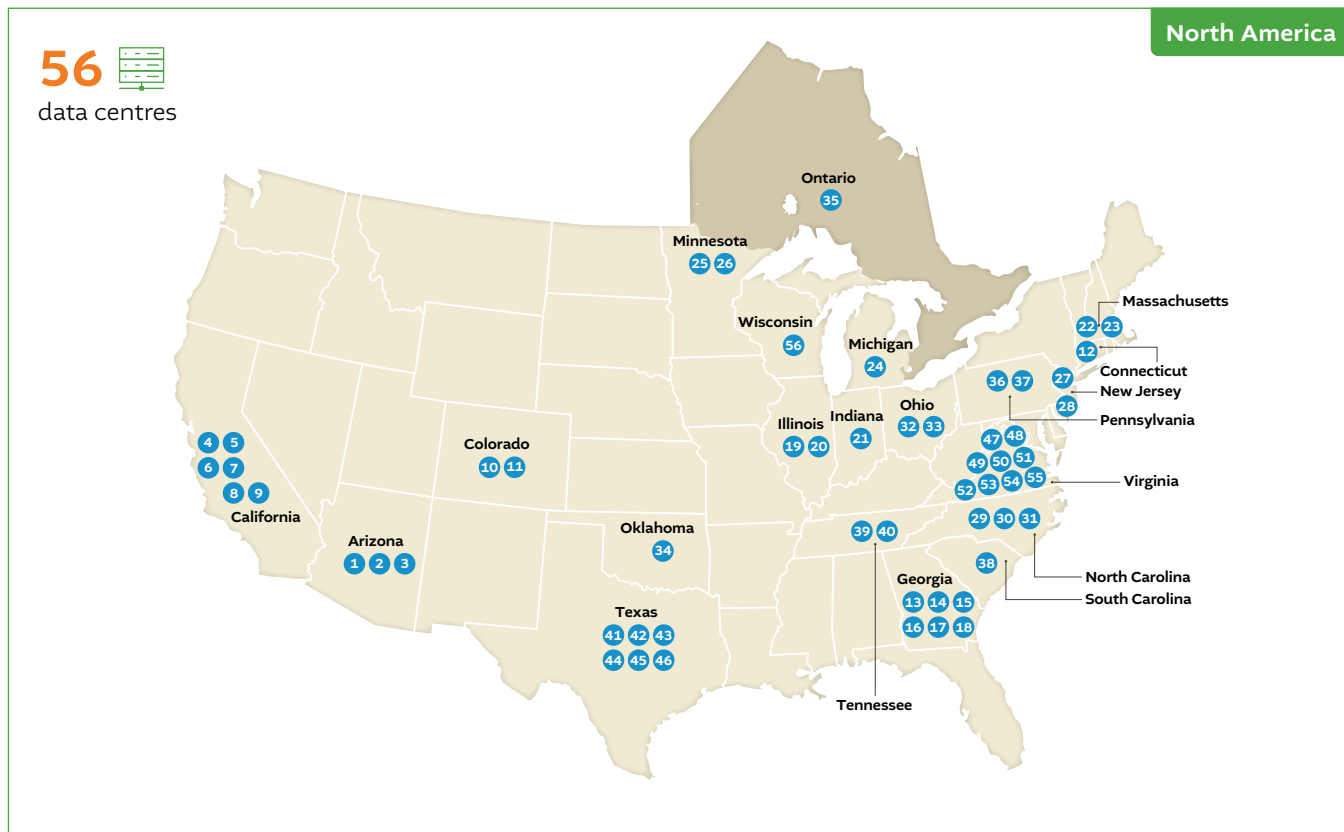 North America
56
data centres
Ontario
35
Minnesota
25 26
Massachusetts
22 23
Wisconsin
56
Michigan
24
12
Connecticut
27
New Jersey
28
36 37
Pennsylvania
Ohio
32 33
Indiana
21
Illinois
19 20
4 5
6 7
8 9
California
Colorado
10 11
47 48
49 50 51
52 53 54 55
Virginia
Arizona
1 2 3
Oklahoma
34
39 40
Tennessee
29 30 31
North Carolina
38
South Carolina
Georgia
13 14 15
16 17 18
Texas
41 42 43
44 45 46